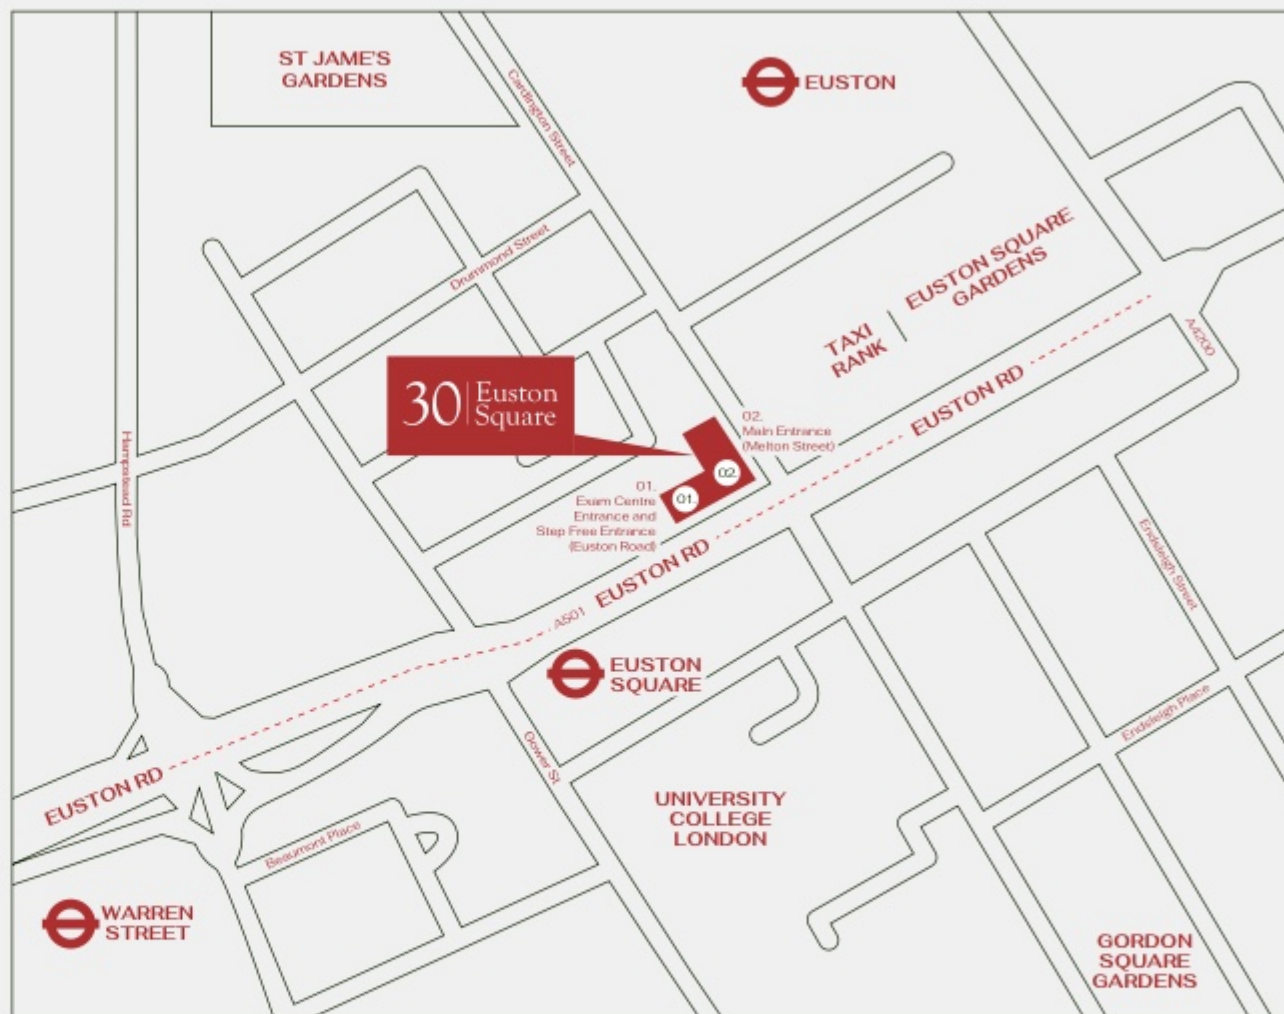 ST JAME'S
GARDENS
Cardington Street
EUSTON
Drummond Street
EUSTON SQUARE
GARDENS
TAXI
RANK
A4200
EUSTON RD
30 Euston
Square
02.
Main Entrance
(Melton Street)
02.
01.
01.
Exam Centre
Entrance and
Step Free Entrance
(Euston Road)
Hampstead Rd
EUSTON RD
A501
Endsleigh Street
EUSTON
SQUARE
Endsleigh Place
Gower St
EUSTON RD
UNIVERSITY
COLLEGE
LONDON
Beaumont Place
WARREN
STREET
GORDON
SQUARE
GARDENS